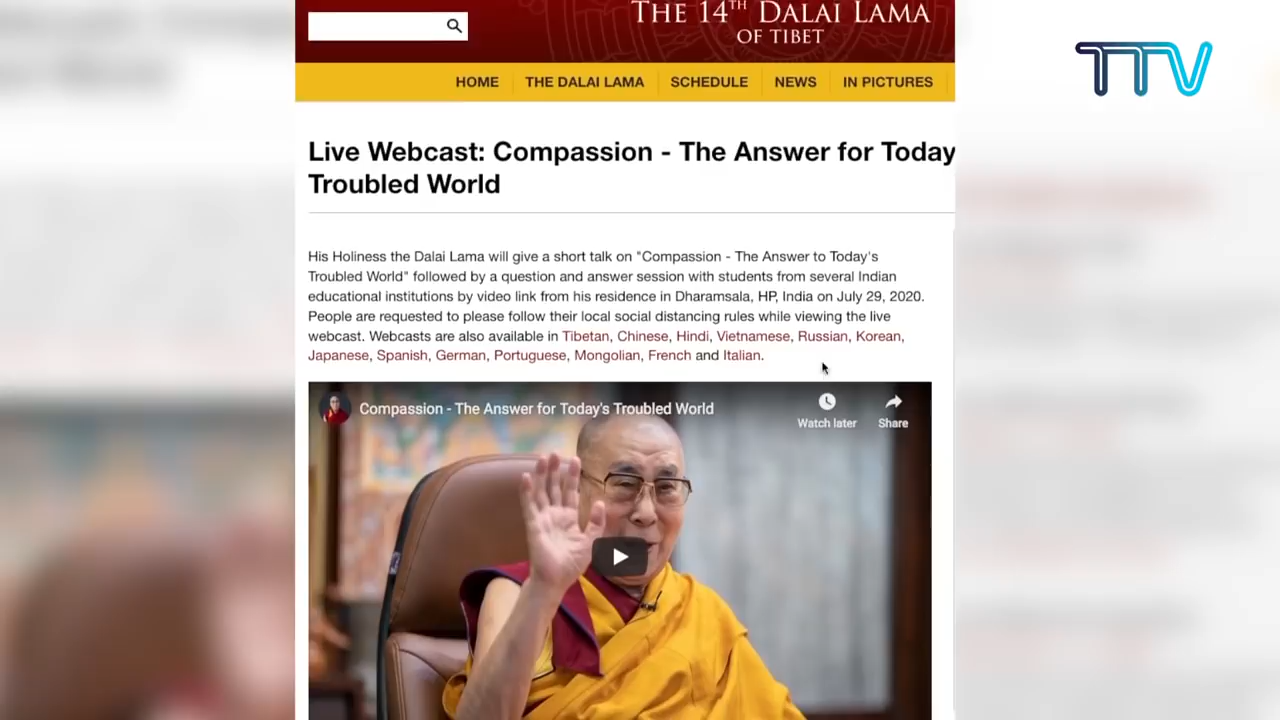 THE 14TH DALAI LAMA
OF TIBET
TTV
HOME
THE DALAI LAMA
SCHEDULE
NEWS
IN PICTURES
Live Webcast: Compassion - The Answer for Today
Troubled World
His Holiness the Dalai Lama will give a short talk on "Compassion - The Answer to Today's
Troubled World" followed by a question and answer session with students from several Indian
educational institutions by video link from his residence in Dharamsala, HP, India on July 29, 2020.
People are requested to please follow their local social distancing rules while viewing the live
webcast. Webcasts are also available in Tibetan, Chinese, Hindi, Vietnamese, Russian, Korean,
Japanese, Spanish, German, Portuguese, Mongolian, French and Italian.
Compassion - The Answer for Today's Troubled World
Watch later
Share